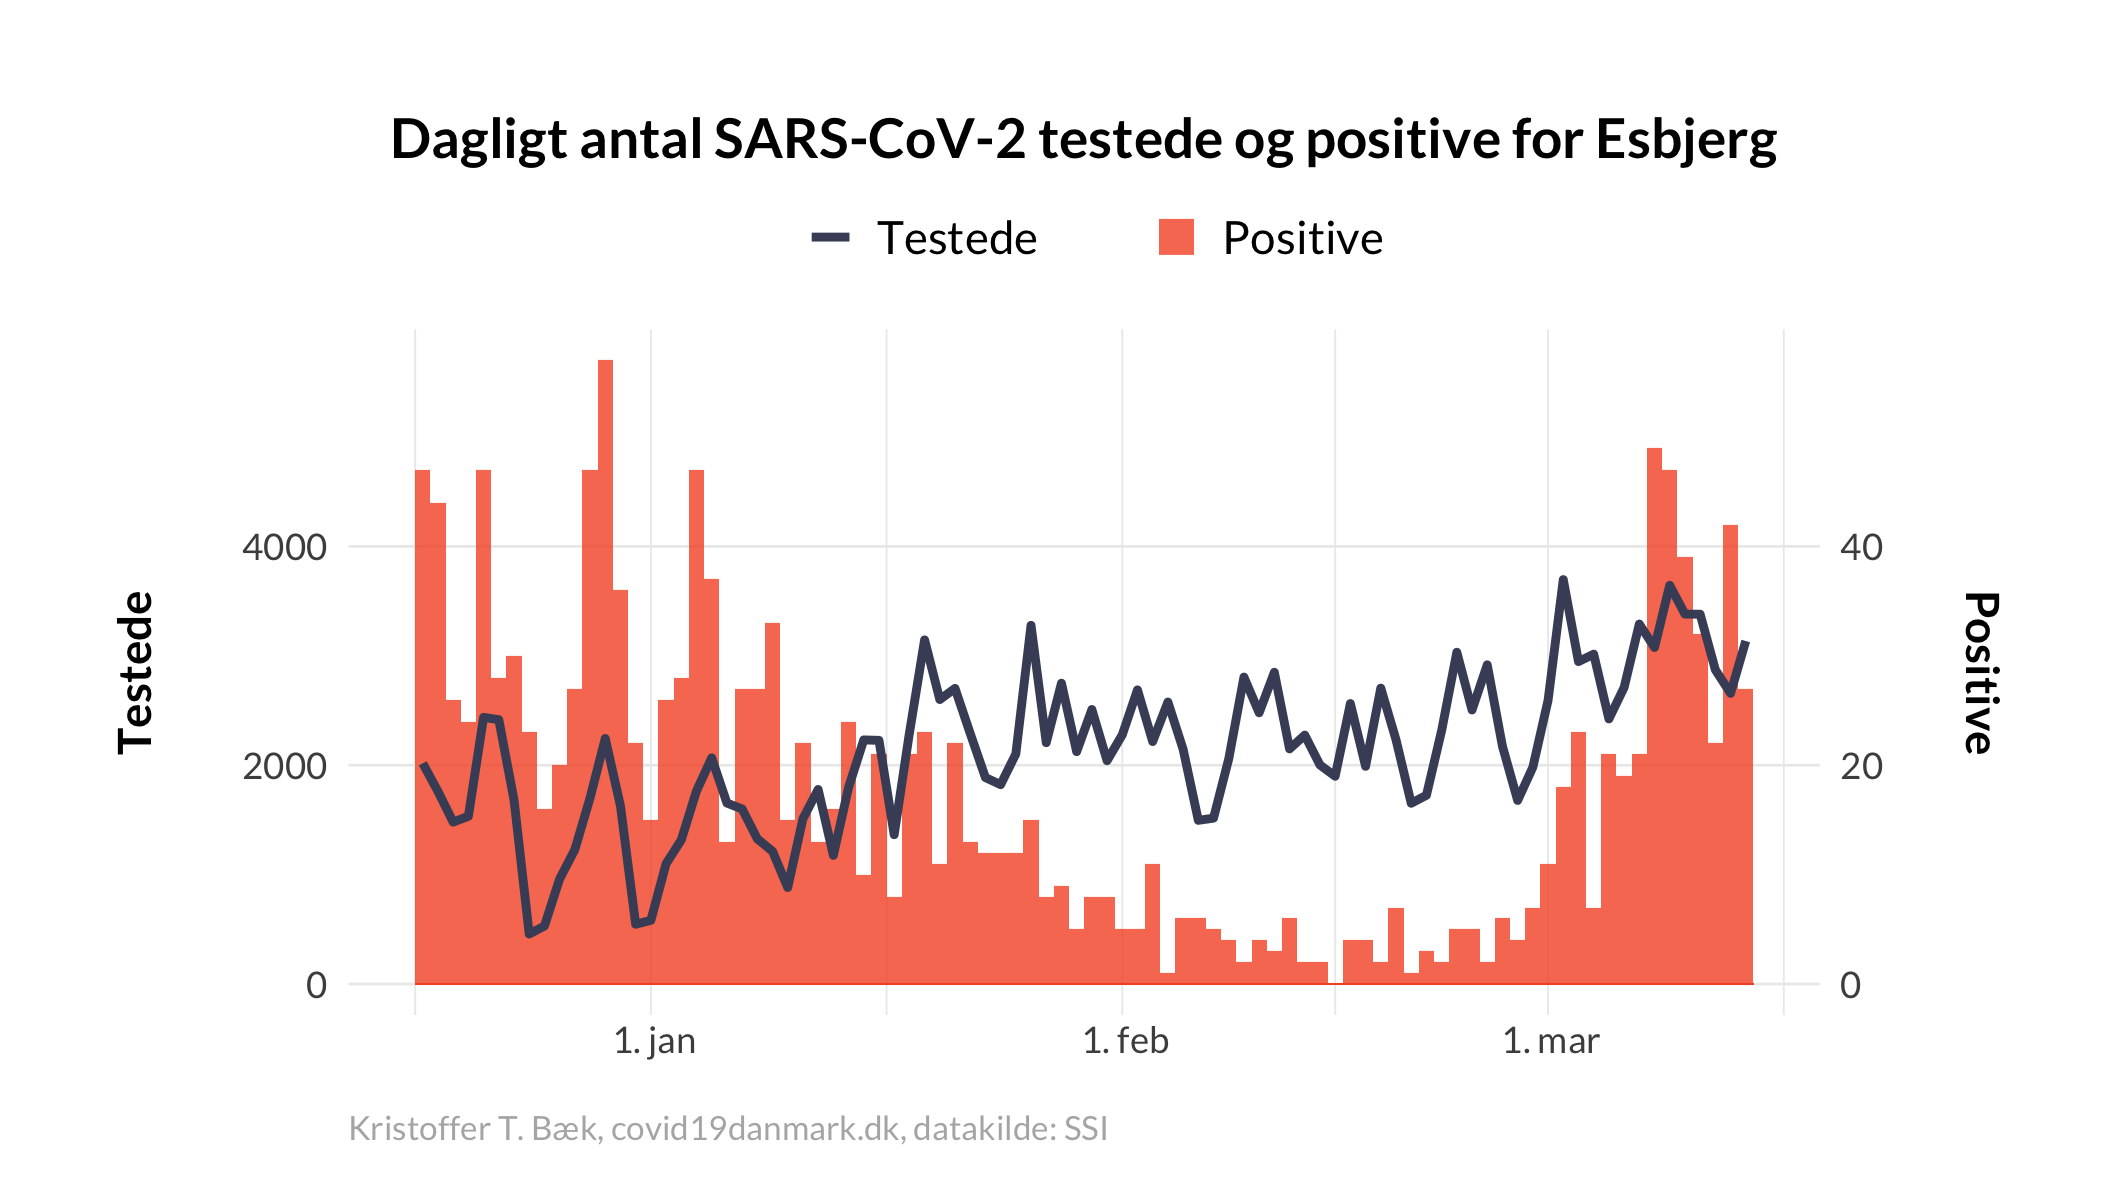 Dagligt antal SARS-CoV-2 testede og positive for Esbjerg
Testede
Positive
Testede
4000
2000
0
40
20
0
Positive
1. jan
1. feb
1. mar
Kristoffer T. Bæk, covid19danmark.dk, datakilde: SSI